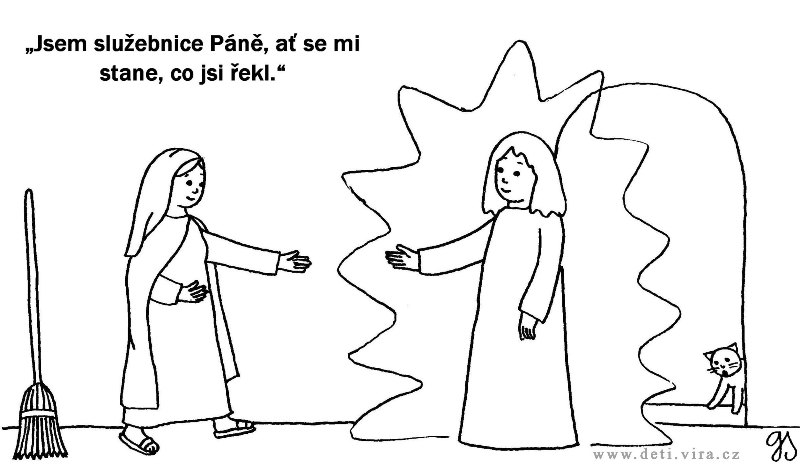 „Jsem služebnice Páně, ať se mi
stane, co jsi řekl.“
www.deti.vira.cz